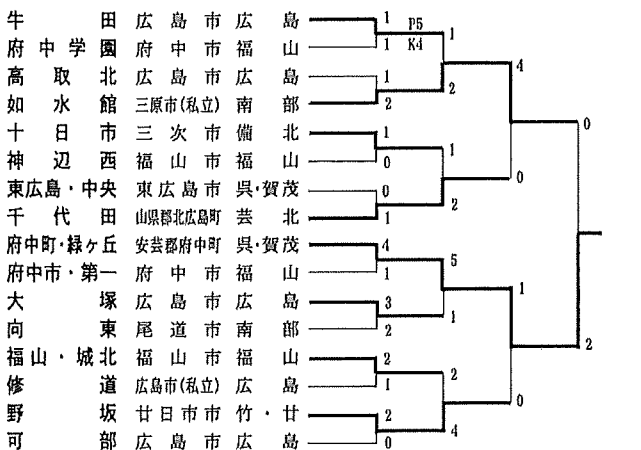 牛田 広島市 広島 1 P5
府中学園 府中市 福山 1 K4 1
高取北 広島市 広島 1 4
如水館 三原市(私立) 南部 2 2
十日市 三次市 備北 1 0
神辺西 福山市 福山 0 1
東広島・中央 東広島市 呉・賀茂 0 0
千代田 山県郡北広島町 芸北 1 2
府中町・緑ヶ丘 安芸郡府中町 呉・賀茂 4
府中市・第一 府中市 福山 1 5
大塚 広島市 広島 3 1
向東 尾道市 南部 2 1
福山・城北 福山市 福山 2 2
修道 広島市(私立) 広島 1 2
野坂 廿日市市 竹・廿 2 0
可部 広島市 広島 0 4